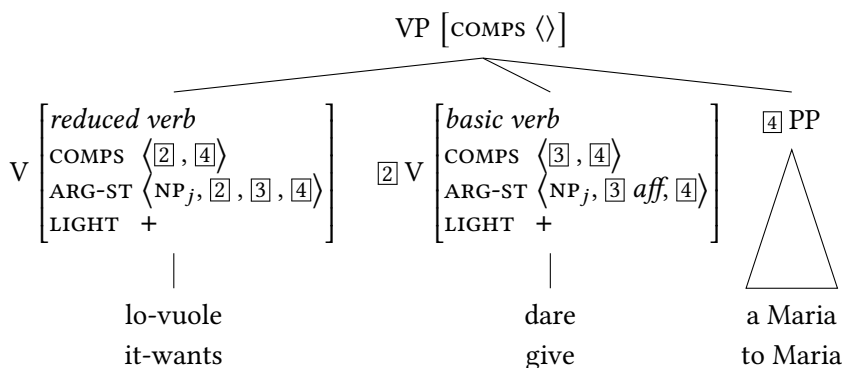 VP [COMPS ⟨⟩]
V [reduced verb
COMPS ⟨2 , 4⟩
ARG-ST ⟨NPj, 2 , 3 , 4⟩
LIGHT +]
2 V [basic verb
COMPS ⟨3 , 4⟩
ARG-ST ⟨NPj, 3 aff, 4⟩
LIGHT +]
4 PP
lo-vuole dare a Maria
it-wants give to Maria